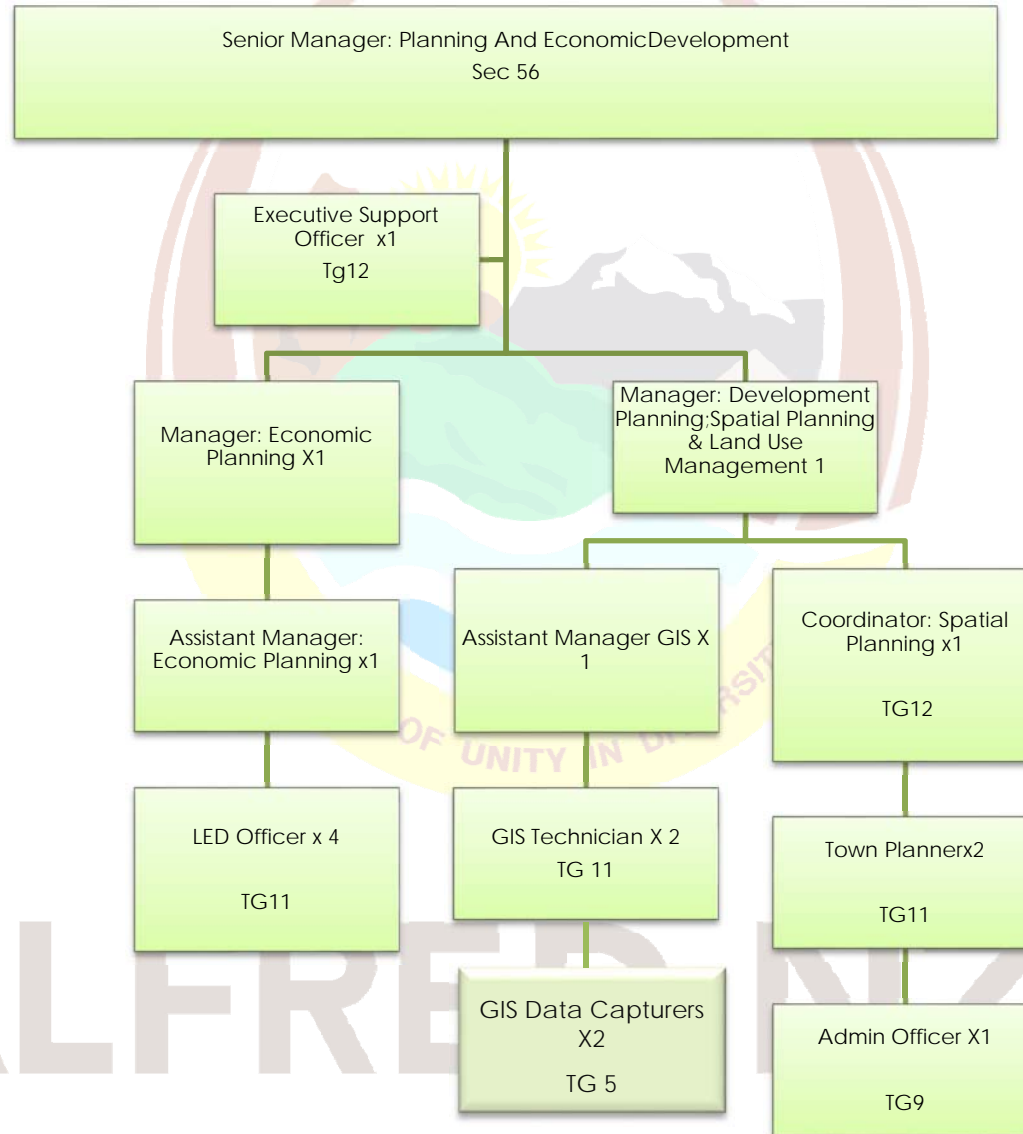 Senior Manager: Planning And EconomicDevelopment
Sec 56
Executive Support
Officer x1
Tg12
Manager: Economic
Planning X1
Manager: Development
Planning;Spatial Planning
& Land Use
Management 1
Assistant Manager:
Economic Planning x1
Assistant Manager GIS X
1
Coordinator: Spatial
Planning x1
TG12
LED Officer x 4
TG11
GIS Technician X 2
TG 11
Town Plannerx2
TG11
GIS Data Capturers
X2
TG 5
Admin Officer X1
TG9
OF UNITY IN
ALFRED